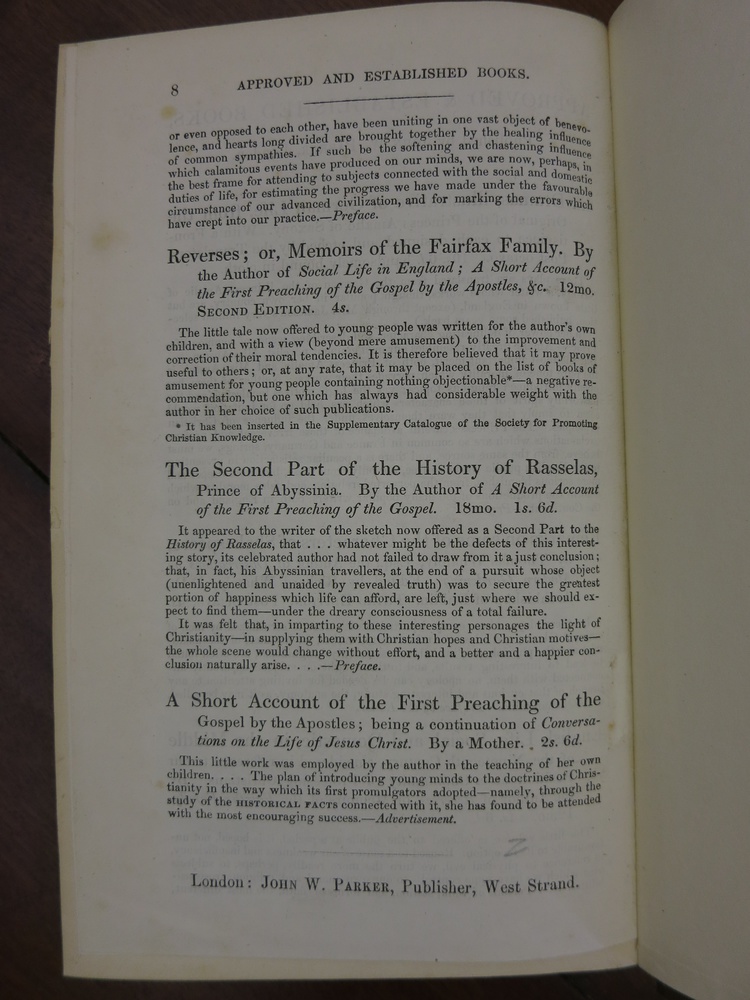 8 APPROVED AND ESTABLISHED BOOKS.
or even opposed to each other, have been uniting in one vast object of benevo-
lence, and hearts long divided are brought together by the healing influence
of common sympathies. If such be the softening and chastening influence
which calamitous events have produced on our minds, we are now, perhaps, in
the best frame for attending to subjects connected with the social and domestic
duties of life, for estimating the progress we have made under the favourable
circumstance of our advanced civilization, and for marking the errors which
have crept into our practice.—Preface.
Reverses; or, Memoirs of the Fairfax Family. By
the Author of Social Life in England; A Short Account of
the First Preaching of the Gospel by the Apostles, &c. 12mo.
SECOND EDITION. 4s.
The little tale now offered to young people was written for the author's own
children, and with a view (beyond mere amusement) to the improvement and
correction of their moral tendencies. It is therefore believed that it may prove
useful to others; or, at any rate, that it may be placed on the list of books of
amusement for young people containing nothing objectionable*—a negative re-
commendation, but one which has always had considerable weight with the
author in her choice of such publications.
* It has been inserted in the Supplementary Catalogue of the Society for Promoting
Christian Knowledge.
The Second Part of the History of Rasselas,
Prince of Abyssinia. By the Author of A Short Account
of the First Preaching of the Gospel. 18mo. 1s. 6d.
It appeared to the writer of the sketch now offered as a Second Part to the
History of Rasselas, that . . . whatever might be the defects of this interest-
ing story, its celebrated author had not failed to draw from it a just conclusion;
that, in fact, his Abyssinian travellers, at the end of a pursuit whose object
(unenlightened and unaided by revealed truth) was to secure the greatest
portion of happiness which life can afford, are left, just where we should ex-
pect to find them—under the dreary consciousness of a total failure.
It was felt that, in imparting to these interesting personages the light of
Christianity—in supplying them with Christian hopes and Christian motives—
the whole scene would change without effort, and a better and a happier con-
clusion naturally arise. . . .—Preface.
A Short Account of the First Preaching of the
Gospel by the Apostles; being a continuation of Conversa-
tions on the Life of Jesus Christ. By a Mother. 2s. 6d.
This little work was employed by the author in the teaching of her own
children. . . . The plan of introducing young minds to the doctrines of Chris-
tianity in the way which its first promulgators adopted—namely, through the
study of the HISTORICAL FACTS connected with it, she has found to be attended
with the most encouraging success.—Advertisement.
Z
London: JOHN W. PARKER, Publisher, West Strand.